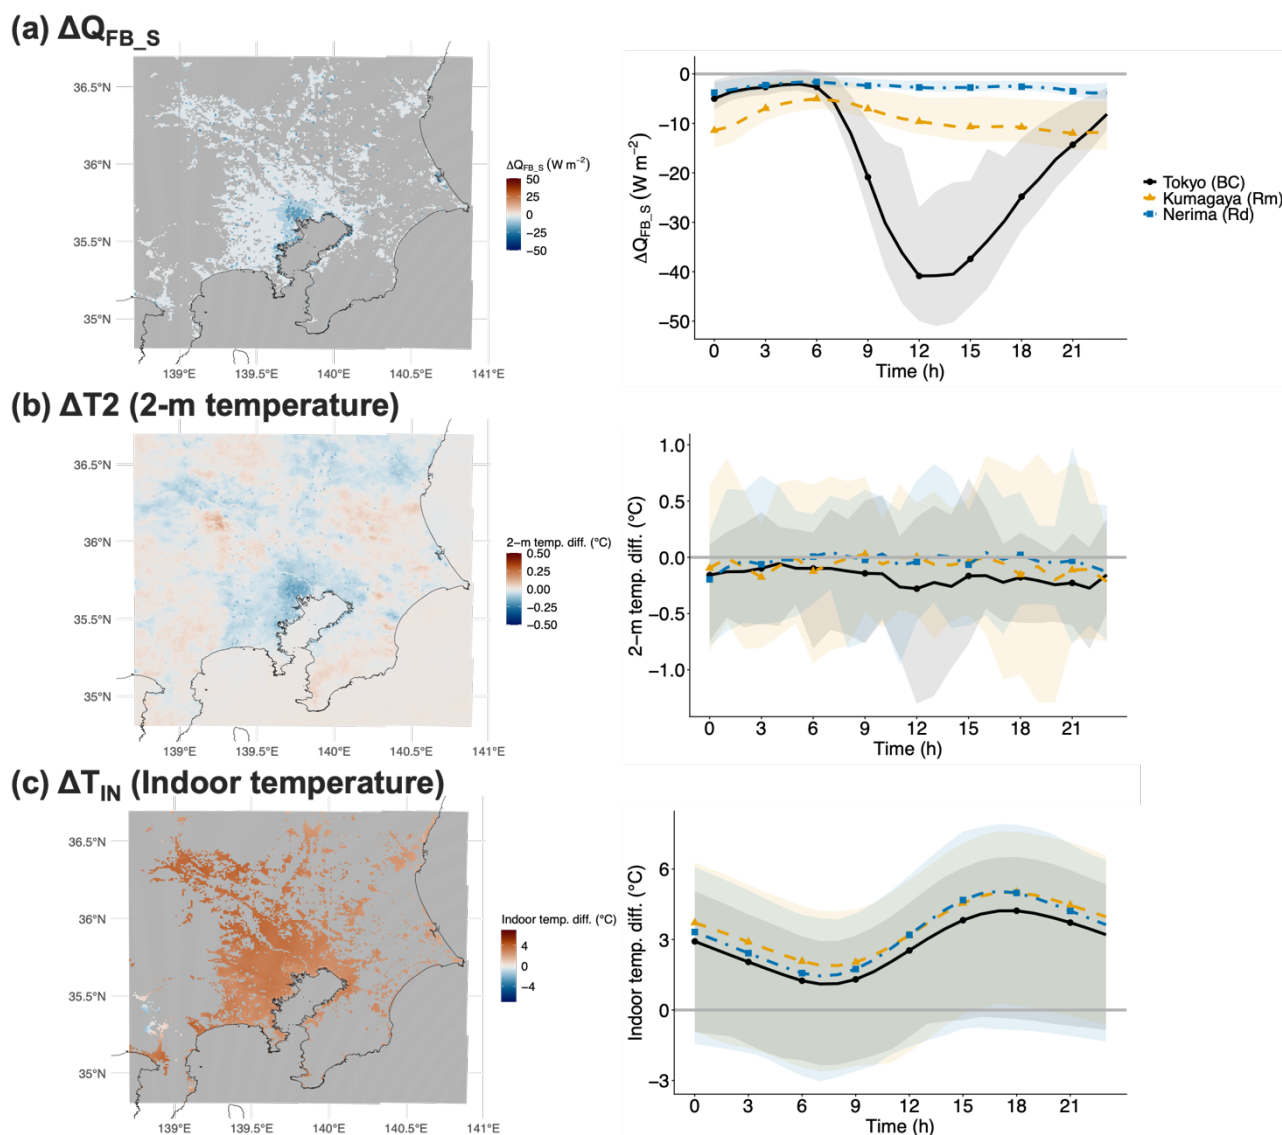 (a) ΔQFB_S
36.5°N
36°N
35.5°N
35°N
139°E 139.5°E 140°E 140.5°E 141°E
ΔQFB_S (W m−2)
50
25
0
−25
−50
ΔQFB_S (W m−2)
0
−10
−20
−30
−40
−50
0 3 6 9 12 15 18 21
Time (h)
Tokyo (BC)
Kumagaya (Rm)
Nerima (Rd)
(b) ΔT2 (2-m temperature)
36.5°N
36°N
35.5°N
35°N
139°E 139.5°E 140°E 140.5°E 141°E
2−m temp. diff. (°C)
0.50
0.25
0.00
−0.25
−0.50
2−m temp. diff. (°C)
1.0
0.5
0.0
−0.5
−1.0
0 3 6 9 12 15 18 21
Time (h)
(c) ΔTIN (Indoor temperature)
36.5°N
36°N
35.5°N
35°N
139°E 139.5°E 140°E 140.5°E 141°E
Indoor temp. diff. (°C)
4
0
−4
Indoor temp. diff. (°C)
6
3
0
−3
0 3 6 9 12 15 18 21
Time (h)